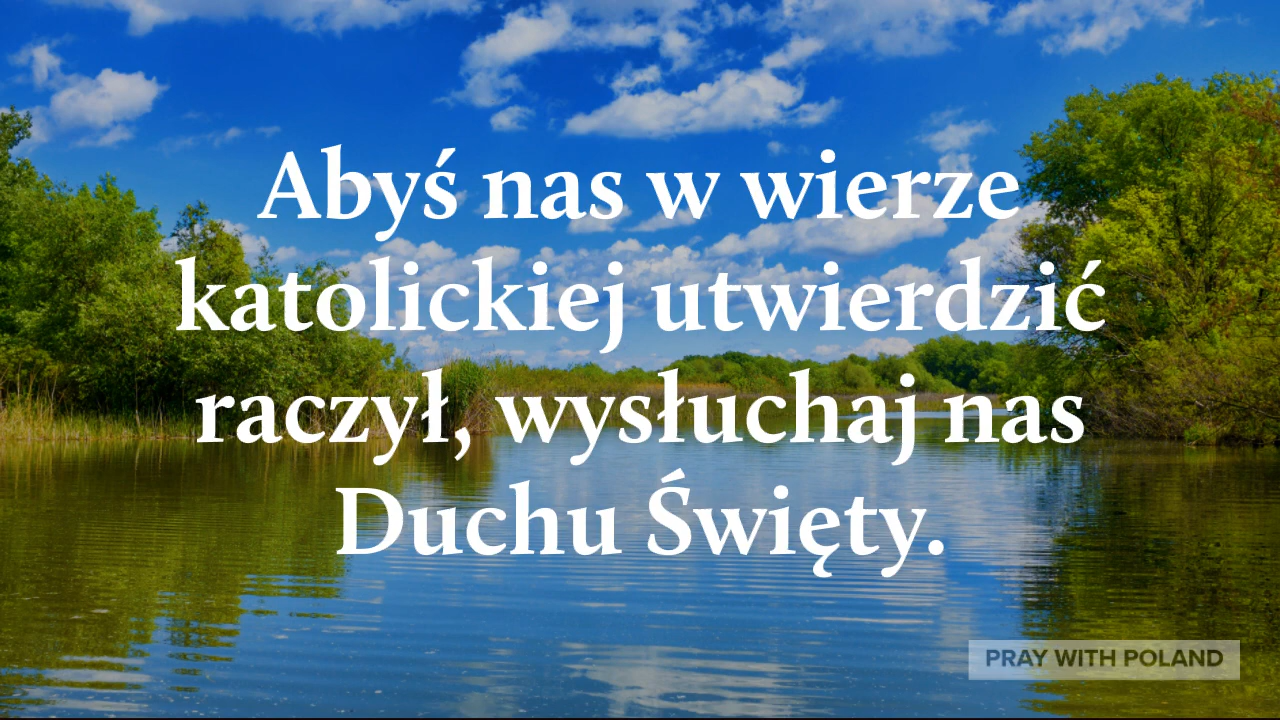 Abyś nas w wierze
katolickiej utwierdzić
raczył, wysłuchaj nas
Duchu Święty.
PRAY WITH POLAND